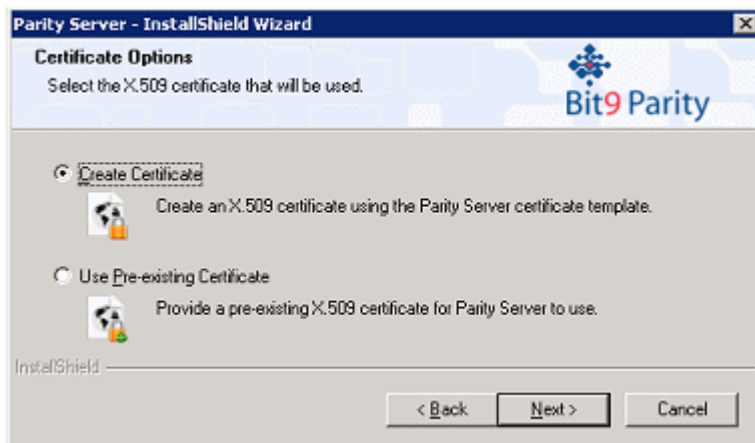 Parity Server - InstallShield Wizard
Certificate Options
Select the X.509 certificate that will be used.
Bit9 Parity
Create Certificate
Create an X.509 certificate using the Parity Server certificate template.
Use Pre-existing Certificate
Provide a pre-existing X.509 certificate for Parity Server to use.
InstallShield
< Back
Next >
Cancel